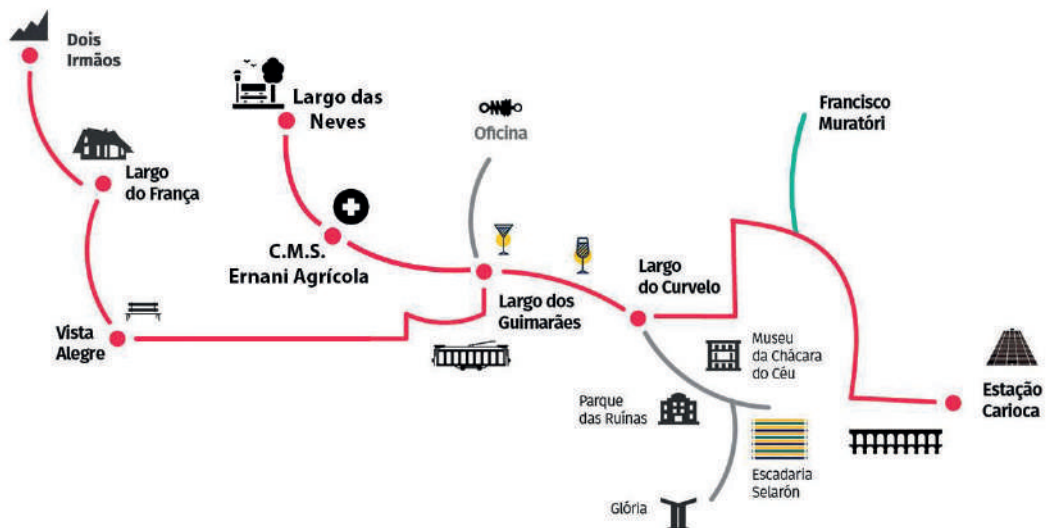 Dois
Irmãos
Largo das
Neves
Oficina
Francisco
Muratóri
Largo
do França
C.M.S.
Ernani Agrícola
Largo
do Curvelo
Largo dos
Guimarães
Vista
Alegre
Museu
da Chácara
do Céu
Estação
Carioca
Parque
das Ruínas
Escadaria
Selarón
Glória